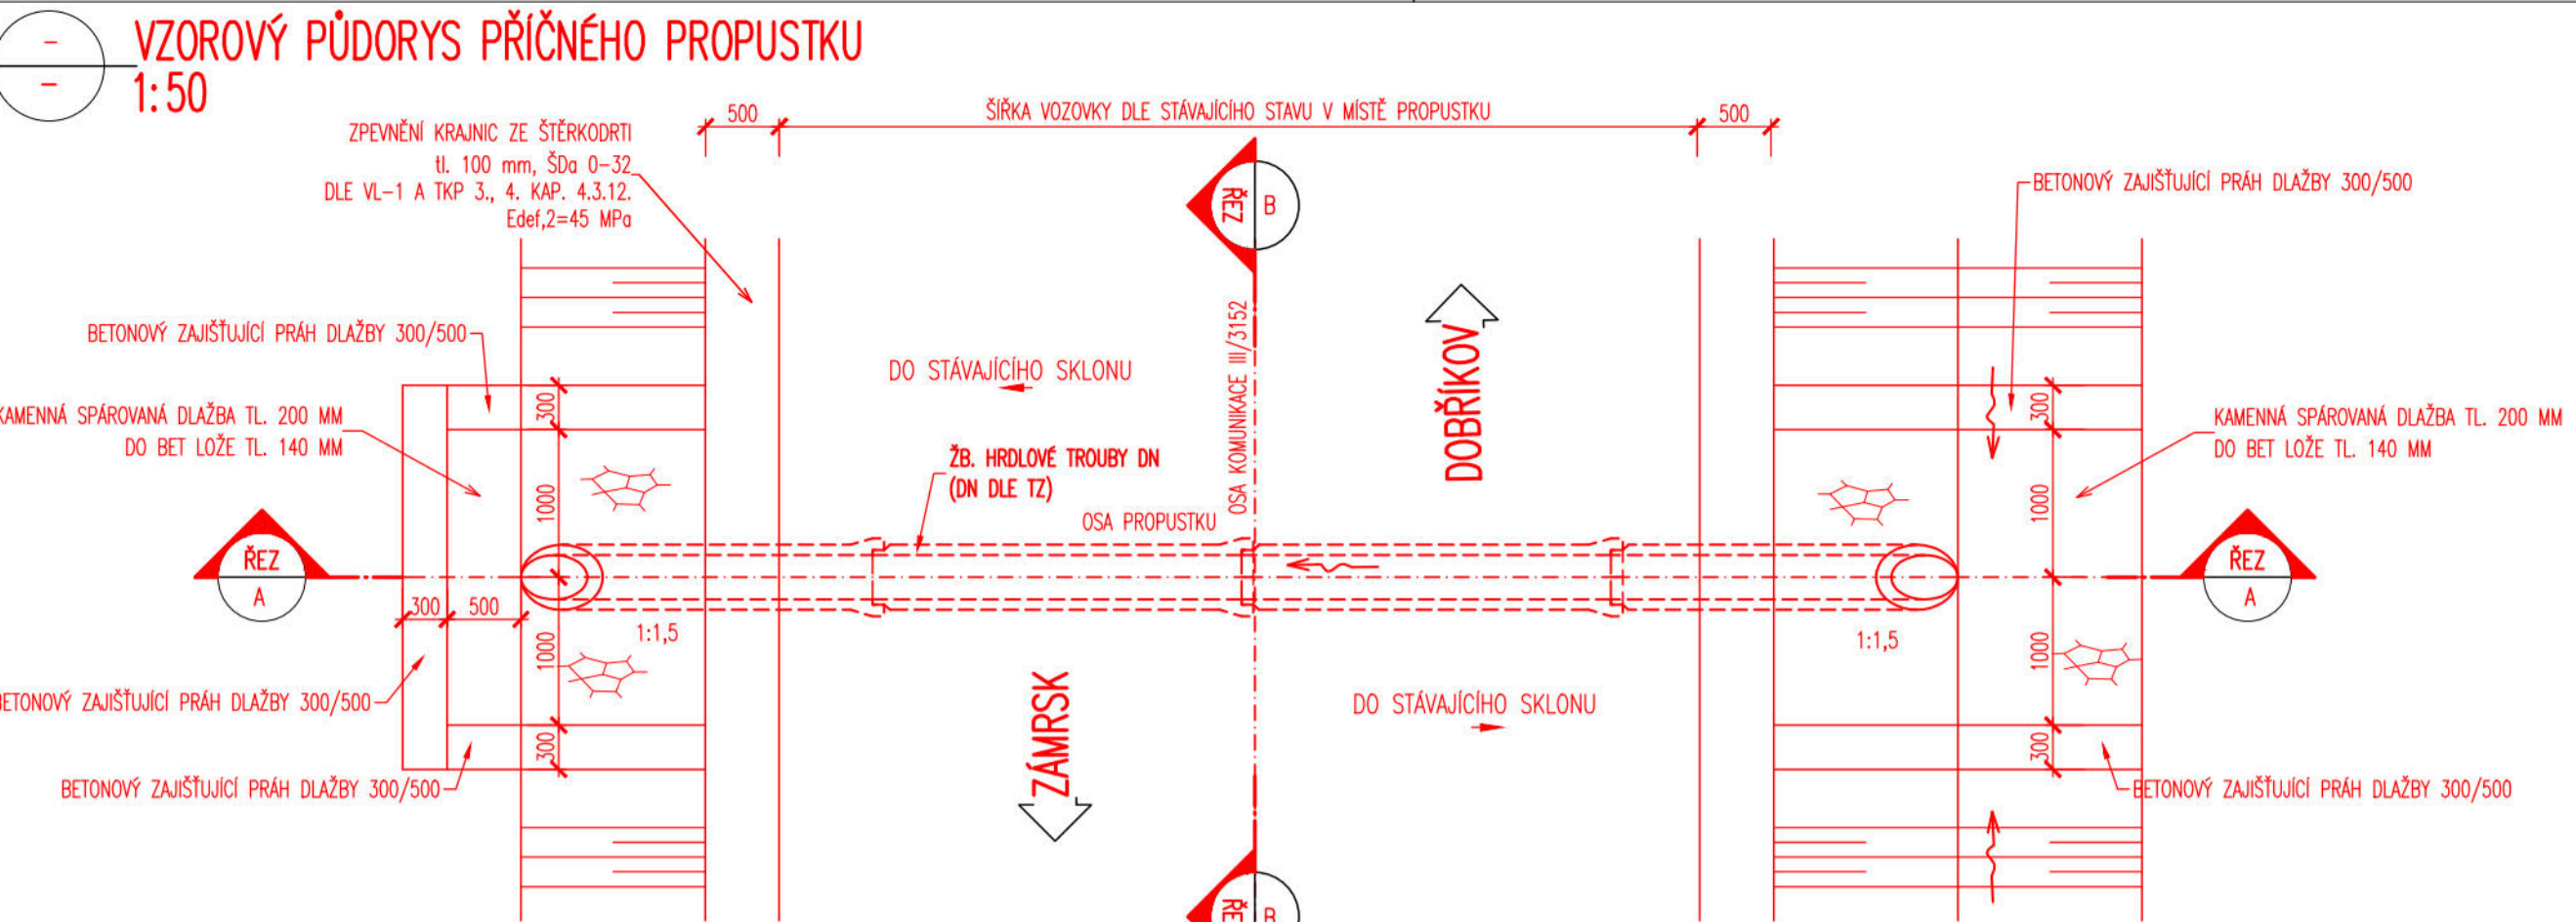 –
–
VZOROVÝ PŮDORYS PŘÍČNÉHO PROPUSTKU
1:50
ZPEVNĚNÍ KRAJNIC ZE ŠTĚRKODRTI
tl. 100 mm, ŠDa 0-32
DLE VL-1 A TKP 3., 4. KAP. 4.3.12.
Edef,2=45 MPa
500
ŠÍŘKA VOZOVKY DLE STÁVAJÍCÍHO STAVU V MÍSTĚ PROPUSTKU
500
ŘEZ
B
BETONOVÝ ZAJIŠŤUJÍCÍ PRÁH DLAŽBY 300/500
BETONOVÝ ZAJIŠŤUJÍCÍ PRÁH DLAŽBY 300/500
KAMENNÁ SPÁROVANÁ DLAŽBA TL. 200 MM
DO BET LOŽE TL. 140 MM
300
1000
DO STÁVAJÍCÍHO SKLONU
ŽB. HRDLOVÉ TROUBY DN
(DN DLE TZ)
OSA PROPUSTKU
OSA KOMUNIKACE III/3152
DOBŘÍKOV
300
1000
KAMENNÁ SPÁROVANÁ DLAŽBA TL. 200 MM
DO BET LOŽE TL. 140 MM
ŘEZ
A
300
500
1:1,5
1000
300
BETONOVÝ ZAJIŠŤUJÍCÍ PRÁH DLAŽBY 300/500
BETONOVÝ ZAJIŠŤUJÍCÍ PRÁH DLAŽBY 300/500
ZÁMRSK
DO STÁVAJÍCÍHO SKLONU
1:1,5
1000
300
ŘEZ
A
BETONOVÝ ZAJIŠŤUJÍCÍ PRÁH DLAŽBY 300/500
ŘEZ
B